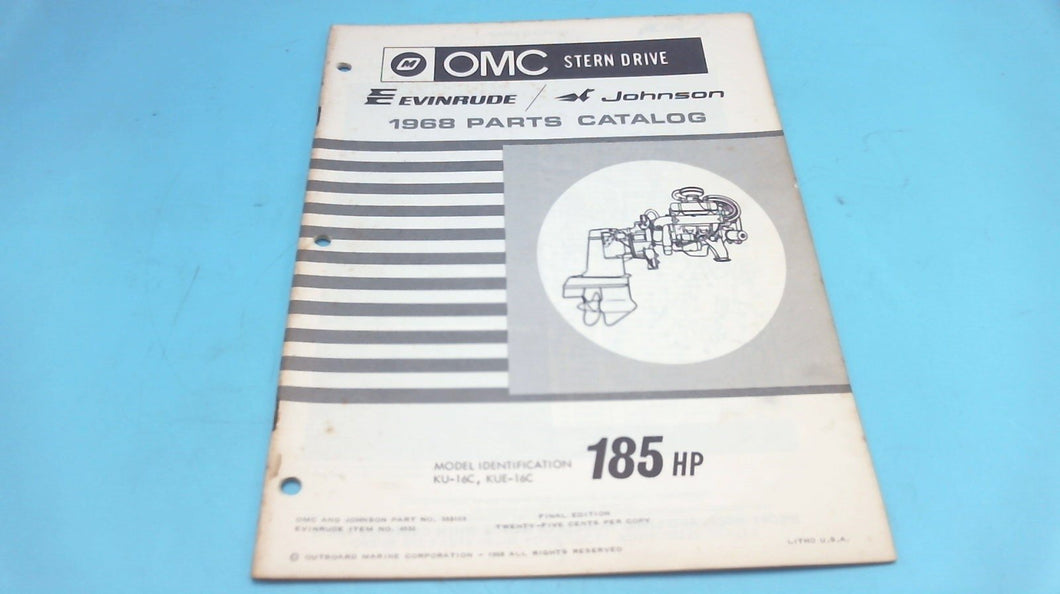 M OMC STERN DRIVE
EVINRUDE / Johnson
1968 PARTS CATALOG
MODEL IDENTIFICATION
KU-16C, KUE-16C
185 HP
OMC AND JOHNSON PART NO.
EVINRUDE ITEM NO.
FINAL EDITION
TWENTY-FIVE CENTS PER COPY
© OUTBOARD MARINE CORPORATION - 1968 ALL RIGHTS RESERVED
LITHO U.S.A.